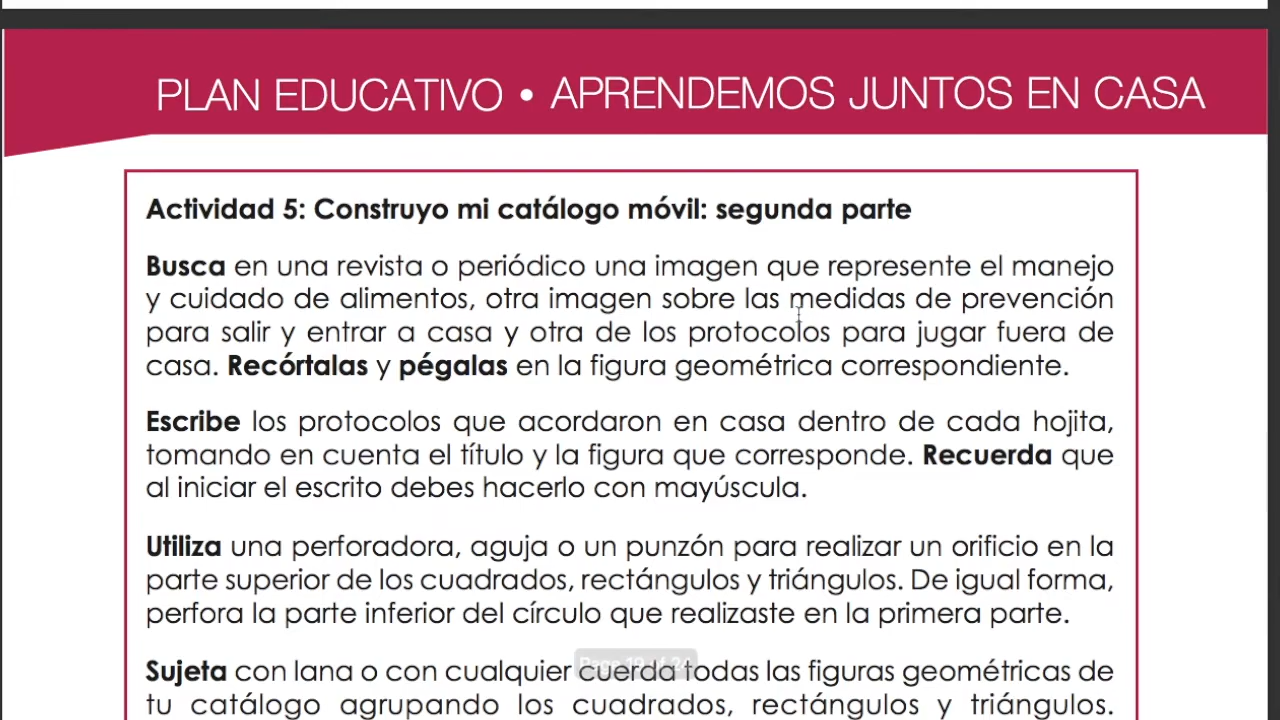 PLAN EDUCATIVO • APRENDEMOS JUNTOS EN CASA
Actividad 5: Construyo mi catálogo móvil: segunda parte
Busca en una revista o periódico una imagen que represente el manejo
y cuidado de alimentos, otra imagen sobre las medidas de prevención
para salir y entrar a casa y otra de los protocolos para jugar fuera de
casa. Recórtalas y pégalas en la figura geométrica correspondiente.
Escribe los protocolos que acordaron en casa dentro de cada hojita,
tomando en cuenta el título y la figura que corresponde. Recuerda que
al iniciar el escrito debes hacerlo con mayúscula.
Utiliza una perforadora, aguja o un punzón para realizar un orificio en la
parte superior de los cuadrados, rectángulos y triángulos. De igual forma,
perfora la parte inferior del círculo que realizaste en la primera parte.
Page 19 of 24
Sujeta con lana o con cualquier cuerda todas las figuras geométricas de
tu catálogo agrupando los cuadrados, rectángulos y triángulos.